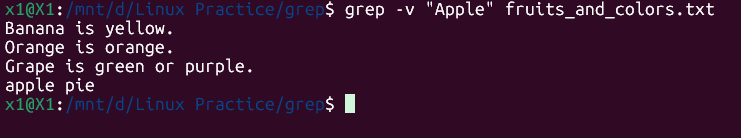 x1@X1:/mnt/d/Linux Practice/grep$ grep -v "Apple" fruits_and_colors.txt
Banana is yellow.
Orange is orange.
Grape is green or purple.
apple pie
x1@X1:/mnt/d/Linux Practice/grep$